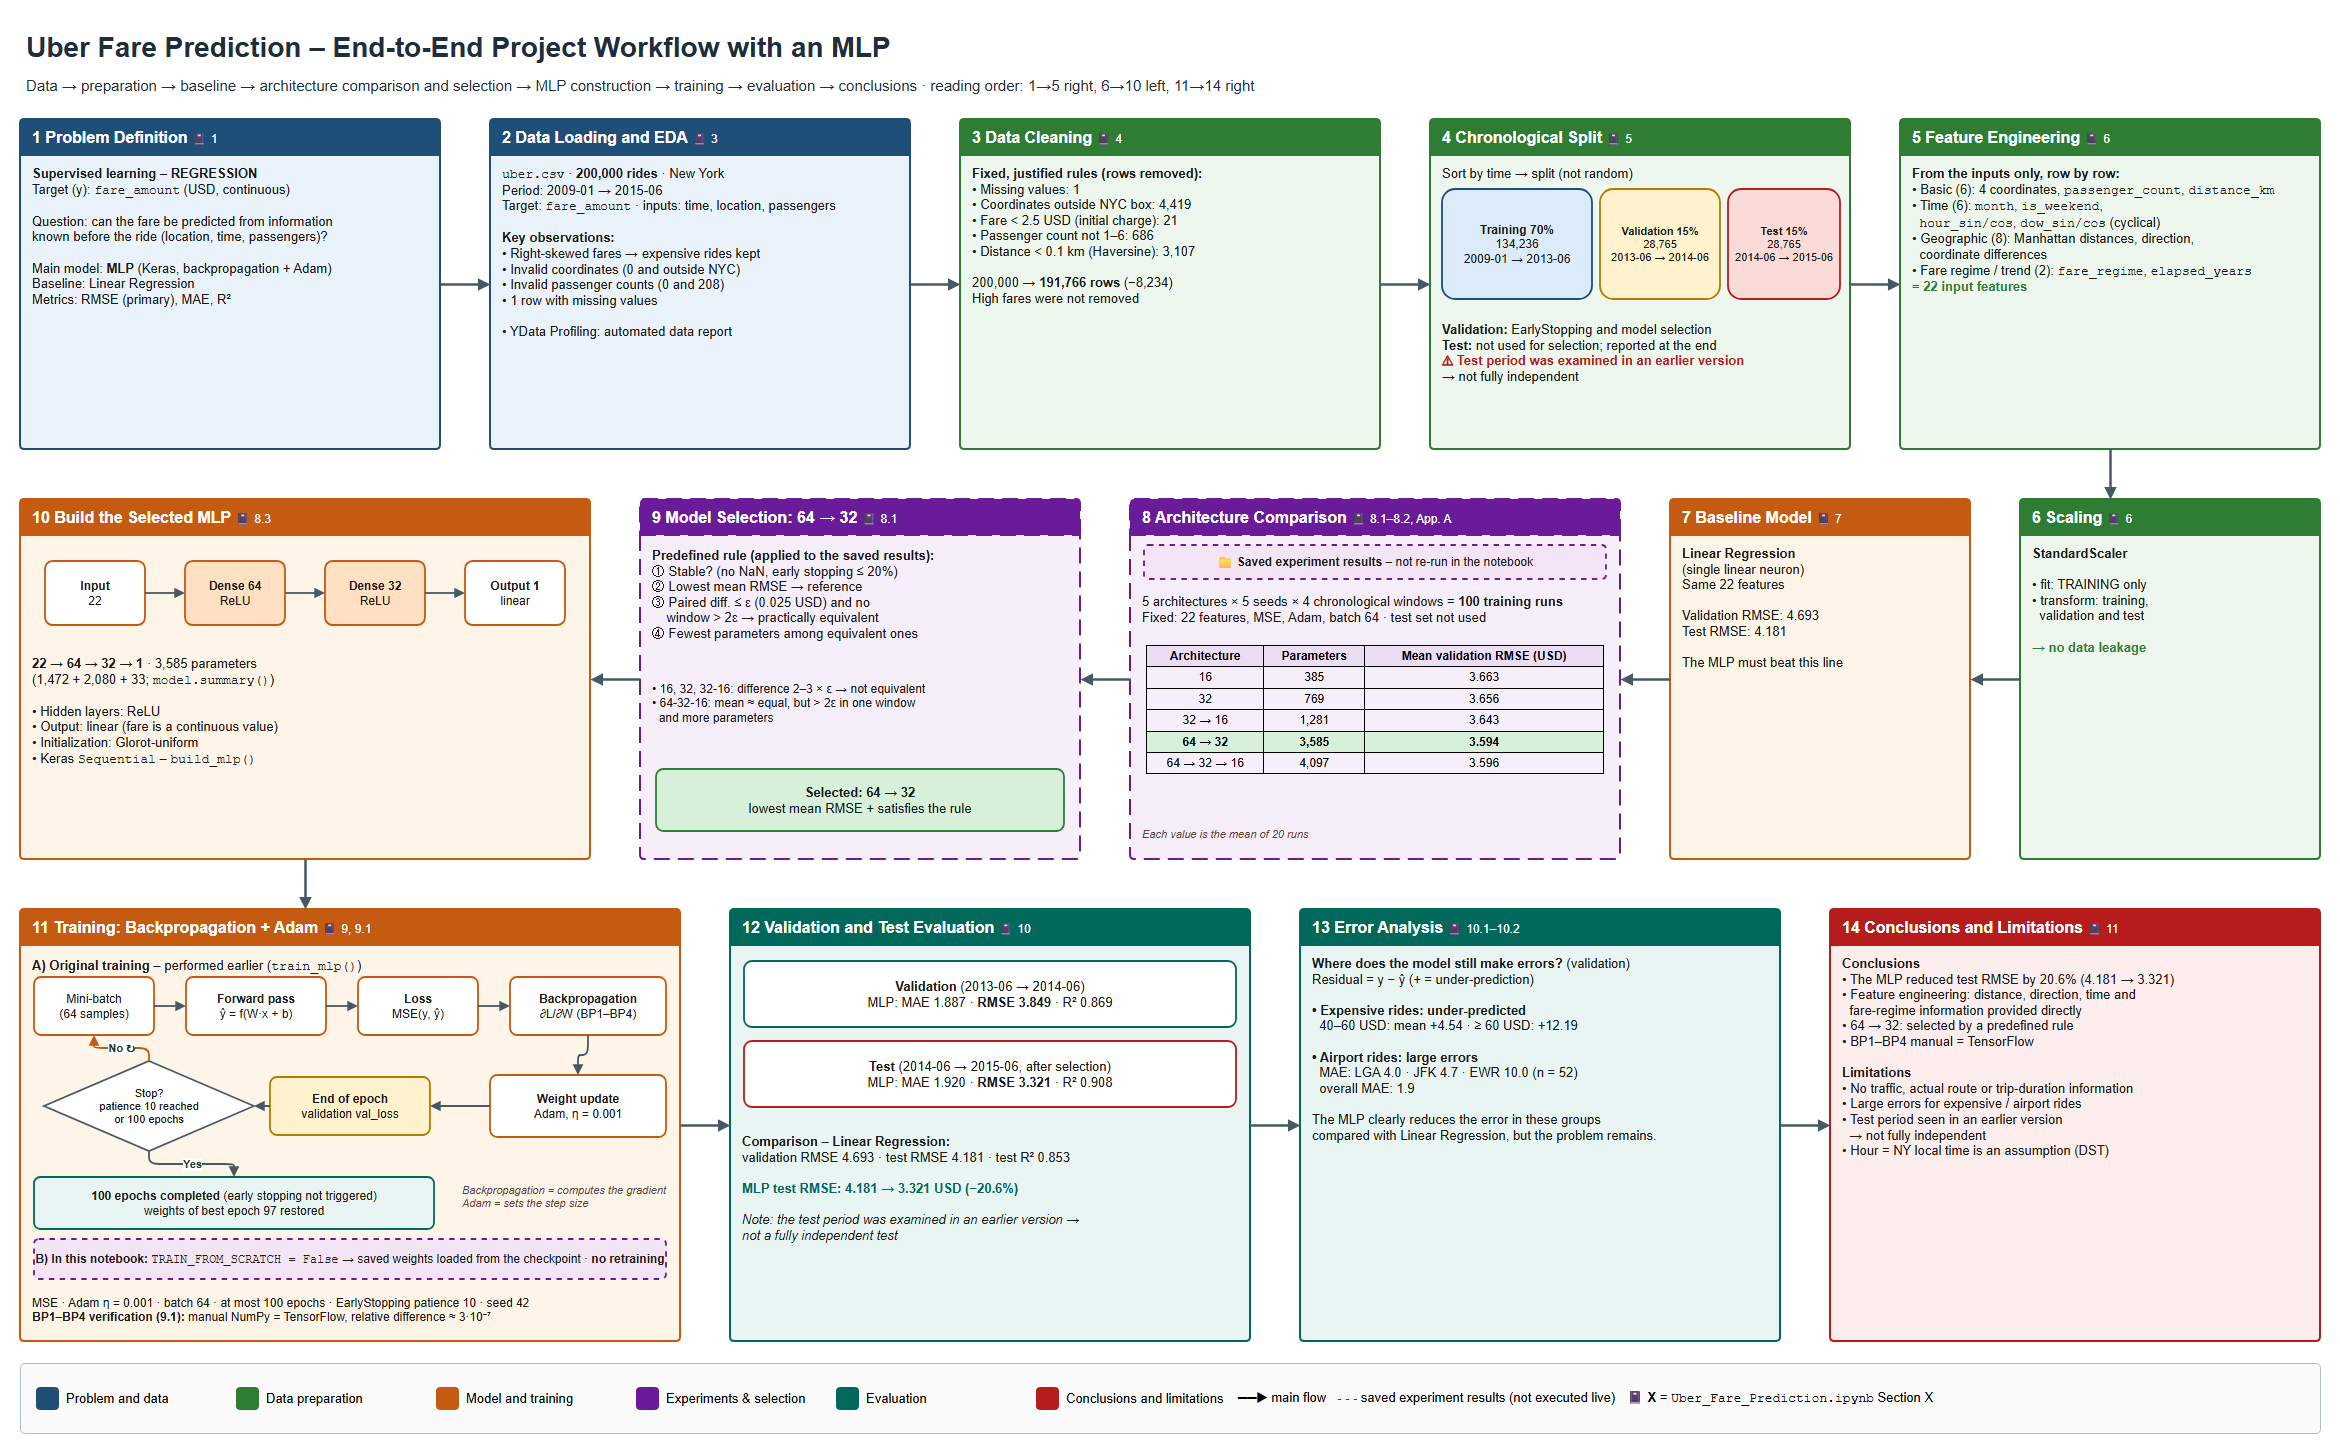 Uber Fare Prediction – End-to-End Project Workflow with an MLP
Data → preparation → baseline → architecture comparison and selection → MLP construction → training → evaluation → conclusions · reading order: 1→5 right, 6→10 left, 11→14 right
1 Problem Definition 📓 1
Supervised learning – REGRESSION
Target (y): fare_amount (USD, continuous)
Question: can the fare be predicted from information
known before the ride (location, time, passengers)?
Main model: MLP (Keras, backpropagation + Adam)
Baseline: Linear Regression
Metrics: RMSE (primary), MAE, R²
2 Data Loading and EDA 📓 3
uber.csv · 200,000 rides · New York
Period: 2009-01 → 2015-06
Target: fare_amount · inputs: time, location, passengers
Key observations:
• Right-skewed fares → expensive rides kept
• Invalid coordinates (0 and outside NYC)
• Invalid passenger counts (0 and 208)
• 1 row with missing values
• YData Profiling: automated data report
3 Data Cleaning 📓 4
Fixed, justified rules (rows removed):
• Missing values: 1
• Coordinates outside NYC box: 4,419
• Fare < 2.5 USD (initial charge): 21
• Passenger count not 1–6: 686
• Distance < 0.1 km (Haversine): 3,107
200,000 → 191,766 rows (−8,234)
High fares were not removed
4 Chronological Split 📓 5
Sort by time → split (not random)
Training 70%
134,236
2009-01 → 2013-06
Validation 15%
28,765
2013-06 → 2014-06
Test 15%
28,765
2014-06 → 2015-06
Validation: EarlyStopping and model selection
Test: not used for selection; reported at the end
⚠ Test period was examined in an earlier version
→ not fully independent
5 Feature Engineering 📓 6
From the inputs only, row by row:
• Basic (6): 4 coordinates, passenger_count, distance_km
• Time (6): month, is_weekend,
hour_sin/cos, dow_sin/cos (cyclical)
• Geographic (8): Manhattan distances, direction,
coordinate differences
• Fare regime / trend (2): fare_regime, elapsed_years
= 22 input features
6 Scaling 📓 6
StandardScaler
• fit: TRAINING only
• transform: training,
validation and test
→ no data leakage
7 Baseline Model 📓 7
Linear Regression
(single linear neuron)
Same 22 features
Validation RMSE: 4.693
Test RMSE: 4.181
The MLP must beat this line
8 Architecture Comparison 📓 8.1–8.2, App. A
📁 Saved experiment results – not re-run in the notebook
5 architectures × 5 seeds × 4 chronological windows = 100 training runs
Fixed: 22 features, MSE, Adam, batch 64 · test set not used
Architecture Parameters Mean validation RMSE (USD)
16 385 3.663
32 769 3.656
32 → 16 1,281 3.643
64 → 32 3,585 3.594
64 → 32 → 16 4,097 3.596
Each value is the mean of 20 runs
9 Model Selection: 64 → 32 📓 8.1
Predefined rule (applied to the saved results):
① Stable? (no NaN, early stopping ≤ 20%)
② Lowest mean RMSE → reference
③ Paired diff. ≤ ε (0.025 USD) and no
window > 2ε → practically equivalent
④ Fewest parameters among equivalent ones
• 16, 32, 32-16: difference 2–3 × ε → not equivalent
• 64-32-16: mean ≈ equal, but > 2ε in one window
and more parameters
Selected: 64 → 32
lowest mean RMSE + satisfies the rule
10 Build the Selected MLP 📓 8.3
Input
22
Dense 64
ReLU
Dense 32
ReLU
Output 1
linear
22 → 64 → 32 → 1 · 3,585 parameters
(1,472 + 2,080 + 33; model.summary())
• Hidden layers: ReLU
• Output: linear (fare is a continuous value)
• Initialization: Glorot-uniform
• Keras Sequential – build_mlp()
11 Training: Backpropagation + Adam 📓 9, 9.1
A) Original training – performed earlier (train_mlp())
Mini-batch
(64 samples)
Forward pass
ŷ = f(W·x + b)
Loss
MSE(y, ŷ)
Backpropagation
∂L/∂W (BP1–BP4)
Weight update
Adam, η = 0.001
End of epoch
validation val_loss
Stop?
patience 10 reached
or 100 epochs
No ↻
Yes
100 epochs completed (early stopping not triggered)
weights of best epoch 97 restored
Backpropagation = computes the gradient
Adam = sets the step size
B) In this notebook: TRAIN_FROM_SCRATCH = False → saved weights loaded from the checkpoint · no retraining
MSE · Adam η = 0.001 · batch 64 · at most 100 epochs · EarlyStopping patience 10 · seed 42
BP1–BP4 verification (9.1): manual NumPy = TensorFlow, relative difference ≈ 3·10⁻⁷
12 Validation and Test Evaluation 📓 10
Validation (2013-06 → 2014-06)
MLP: MAE 1.887 · RMSE 3.849 · R² 0.869
Test (2014-06 → 2015-06, after selection)
MLP: MAE 1.920 · RMSE 3.321 · R² 0.908
Comparison – Linear Regression:
validation RMSE 4.693 · test RMSE 4.181 · test R² 0.853
MLP test RMSE: 4.181 → 3.321 USD (−20.6%)
Note: the test period was examined in an earlier version →
not a fully independent test
13 Error Analysis 📓 10.1–10.2
Where does the model still make errors? (validation)
Residual = y − ŷ (+ = under-prediction)
• Expensive rides: under-predicted
40–60 USD: mean +4.54 · ≥ 60 USD: +12.19
• Airport rides: large errors
MAE: LGA 4.0 · JFK 4.7 · EWR 10.0 (n = 52)
overall MAE: 1.9
The MLP clearly reduces the error in these groups
compared with Linear Regression, but the problem remains.
14 Conclusions and Limitations 📓 11
Conclusions
• The MLP reduced test RMSE by 20.6% (4.181 → 3.321)
• Feature engineering: distance, direction, time and
fare-regime information provided directly
• 64 → 32: selected by a predefined rule
• BP1–BP4 manual = TensorFlow
Limitations
• No traffic, actual route or trip-duration information
• Large errors for expensive / airport rides
• Test period seen in an earlier version
→ not fully independent
• Hour = NY local time is an assumption (DST)
Problem and data
Data preparation
Model and training
Experiments & selection
Evaluation
Conclusions and limitations
main flow
--- saved experiment results (not executed live)
📓 X = Uber_Fare_Prediction.ipynb Section X